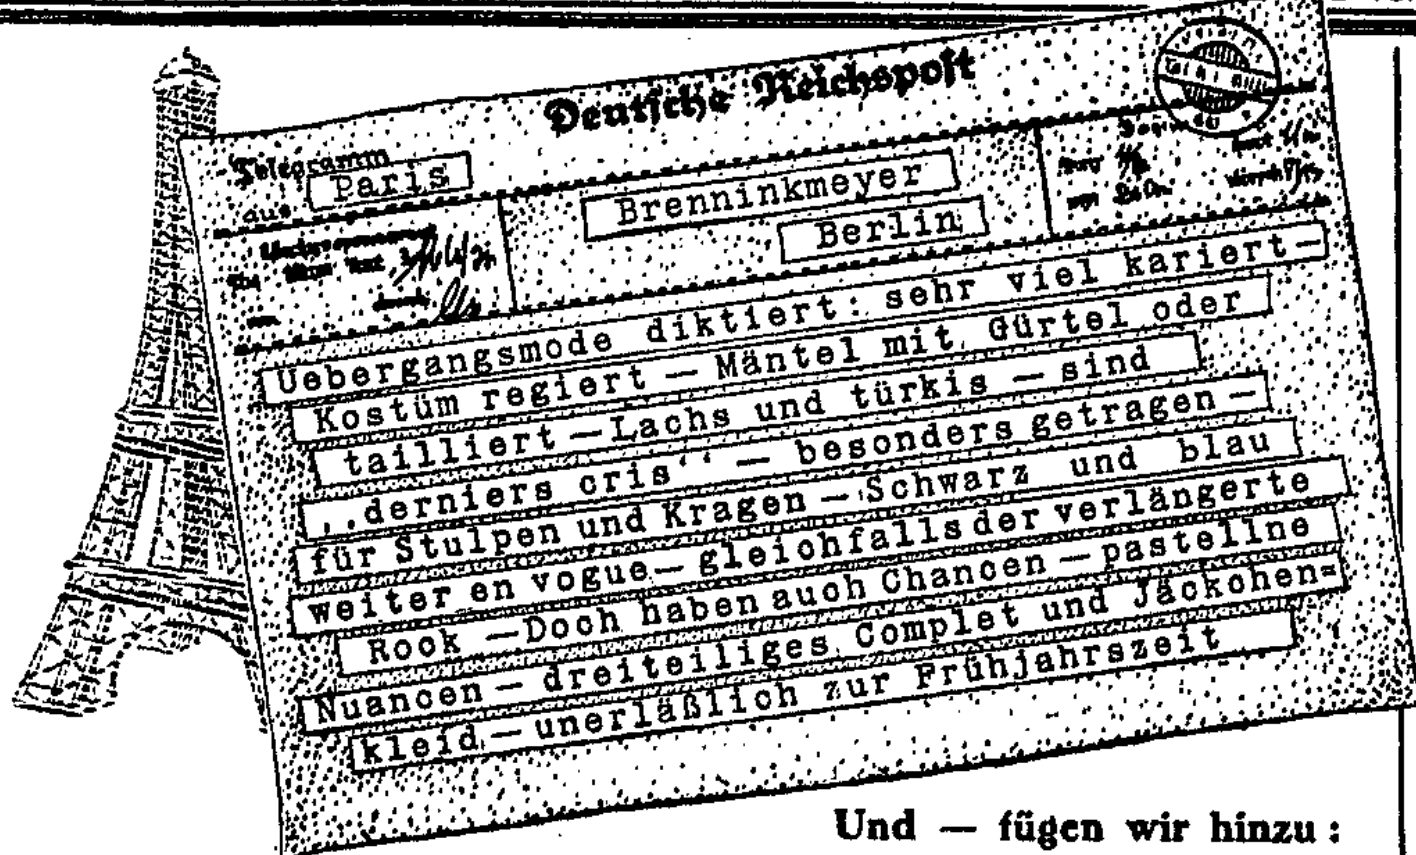 Deutsche Reichspost
Telegramm
aus Paris
Brenninkmeyer
Berlin
Uebergangsmode diktiert: sehr viel kariert —
Kostüm regiert — Mäntel mit Gürtel oder
tailliert — Lachs und türkis — sind
„derniers cris“ — besonders getragen —
für Stulpen und Kragen — Schwarz und blau
weiter en vogue — gleichfalls der verlängerte
Rock — Doch haben auch Chancen — pastellne
Nuancen — dreiteiliges Complet und Jäckchen=
kleid — unerläßlich zur Frühjahrszeit
Und — fügen wir hinzu: